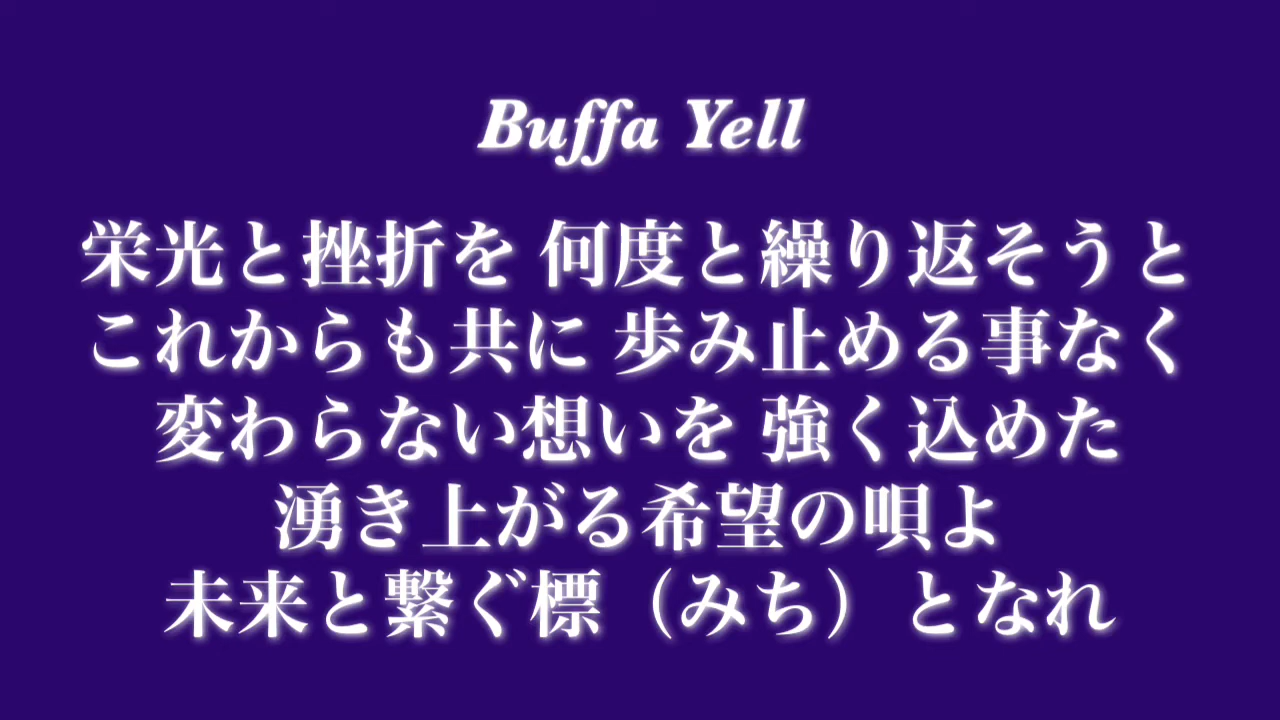 Buffa Yell
栄光と挫折を 何度と繰り返そうと
これからも共に 歩み止める事なく
変わらない想いを 強く込めた
湧き上がる希望の唄よ
未来と繋ぐ標（みち）となれ